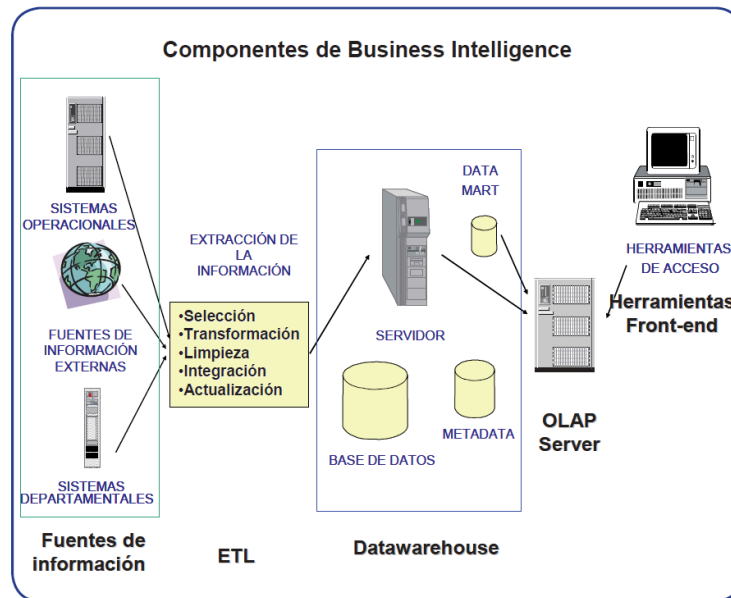 Componentes de Business Intelligence
SISTEMAS
OPERACIONALES
FUENTES DE
INFORMACIÓN
EXTERNAS
SISTEMAS
DEPARTAMENTALES
Fuentes de
información
EXTRACCIÓN DE
LA
INFORMACIÓN
•Selección
•Transformación
•Limpieza
•Integración
•Actualización
ETL
DATA
MART
SERVIDOR
BASE DE DATOS
METADATA
Datawarehouse
OLAP
Server
HERRAMIENTAS
DE ACCESO
Herramientas
Front-end